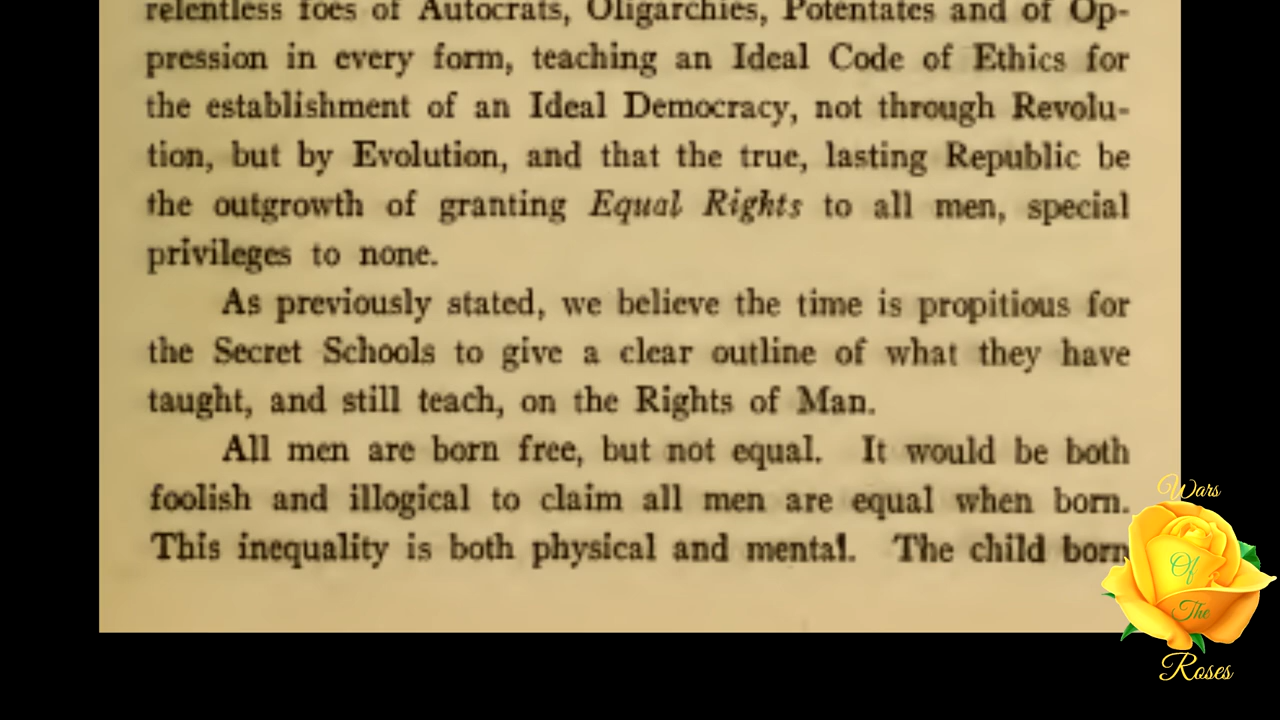 relentless foes of Autocrats, Oligarchies, Potentates and of Op-
pression in every form, teaching an Ideal Code of Ethics for
the establishment of an Ideal Democracy, not through Revolu-
tion, but by Evolution, and that the true, lasting Republic be
the outgrowth of granting Equal Rights to all men, special
privileges to none.
As previously stated, we believe the time is propitious for
the Secret Schools to give a clear outline of what they have
taught, and still teach, on the Rights of Man.
All men are born free, but not equal. It would be both
foolish and illogical to claim all men are equal when born.
This inequality is both physical and mental. The child born
Wars
Of
The
Roses